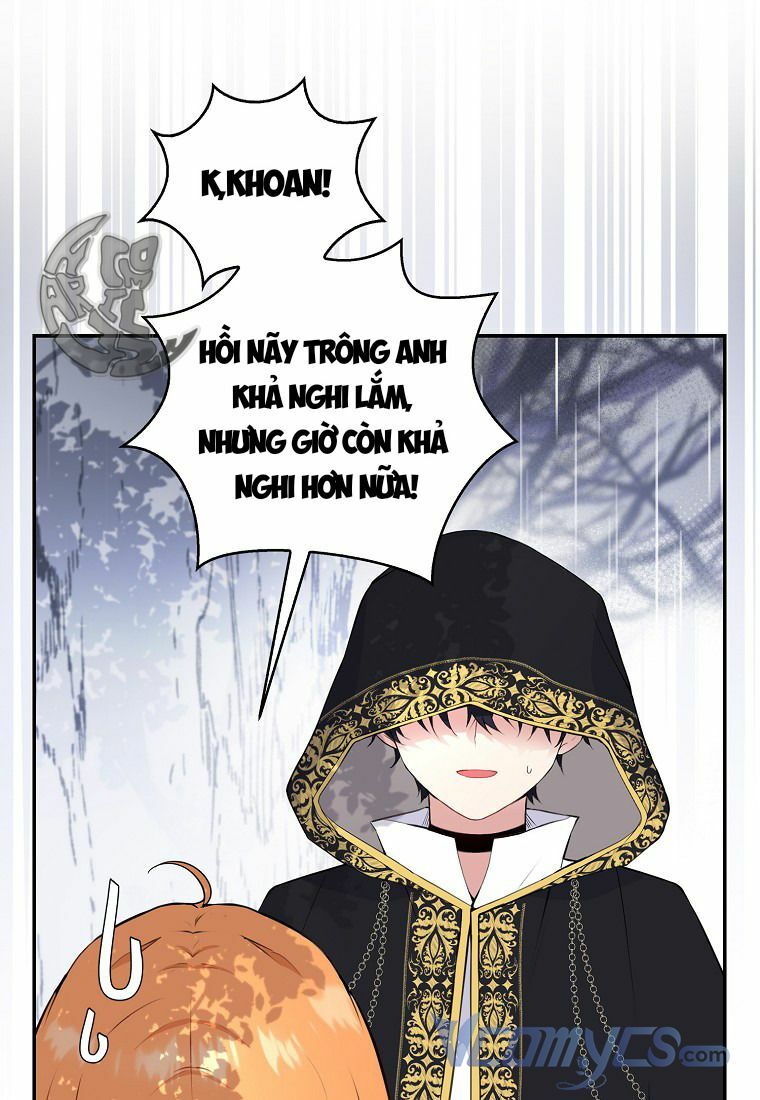 K,KHOAN!
HỒI NÃY TRÔNG ANH
KHẢ NGHI LẮM,
NHƯNG GIỜ CÒN KHẢ
NGHI HƠN NỮA!